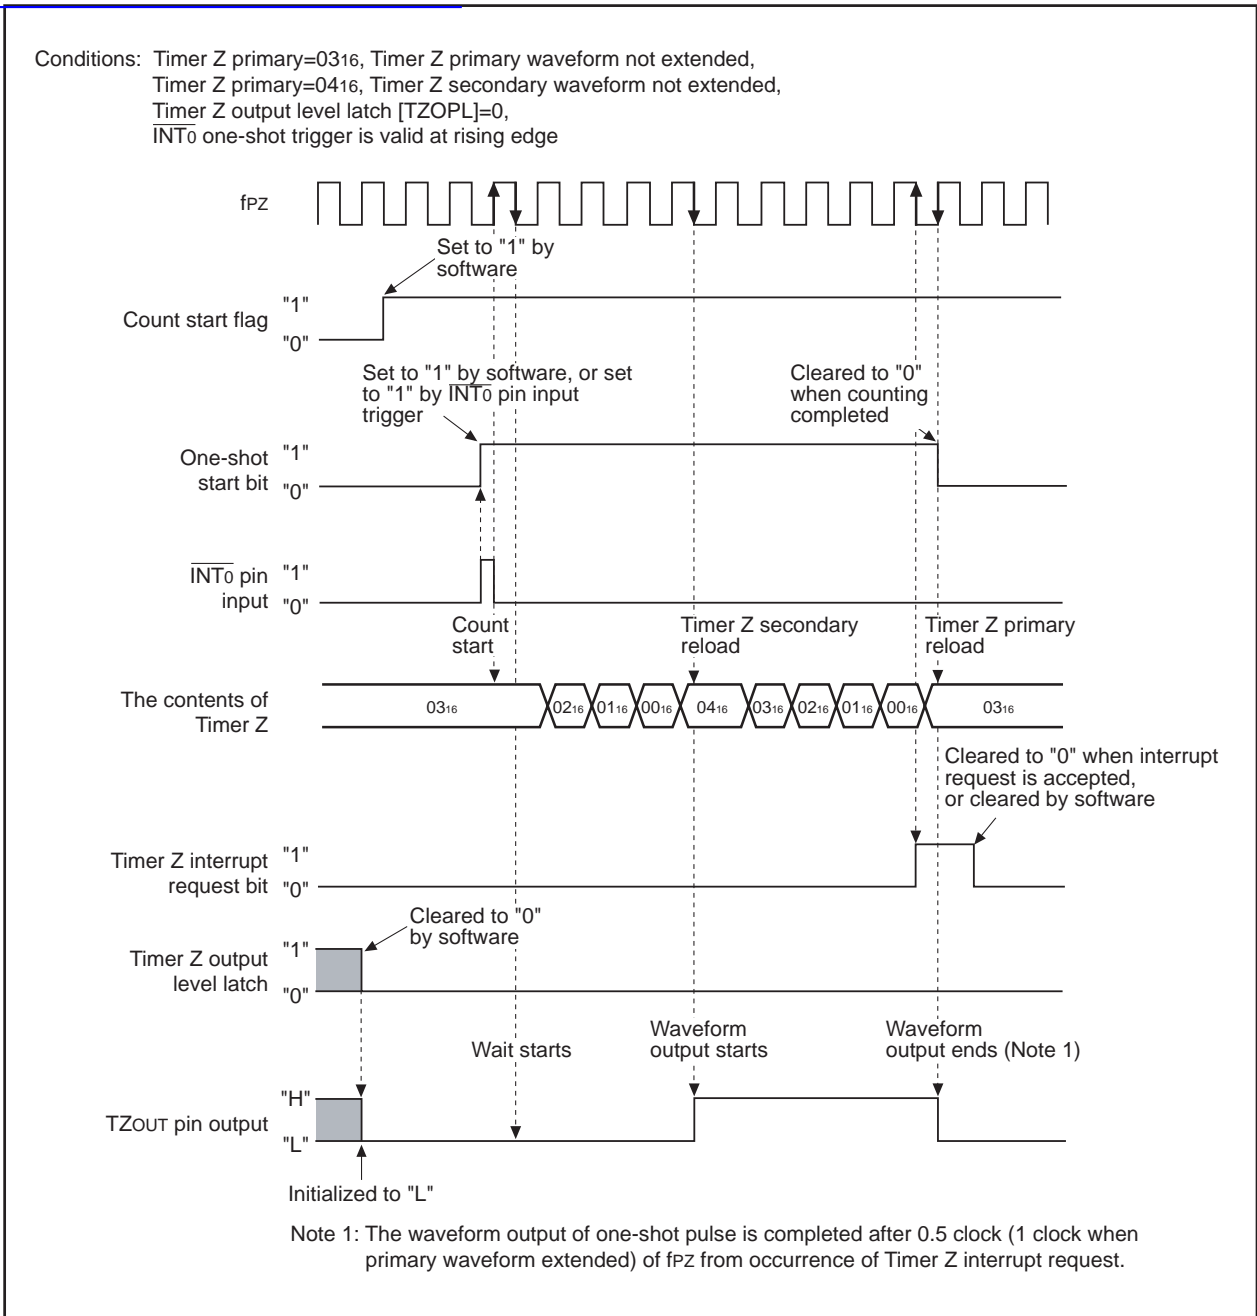 Conditions: Timer Z primary=0316, Timer Z primary waveform not extended,
Timer Z primary=0416, Timer Z secondary waveform not extended,
Timer Z output level latch [TZOPL]=0,
INT0 one-shot trigger is valid at rising edge
fPZ
Set to "1" by
software
Count start flag
"1"
"0"
Set to "1" by software, or set
to "1" by INT0 pin input
trigger
Cleared to "0"
when counting
completed
One-shot
start bit
"1"
"0"
INT0 pin
input
"1"
"0"
Count
start
Timer Z secondary
reload
Timer Z primary
reload
The contents of
Timer Z
0316 0216 0116 0016 0416 0316 0216 0116 0016 0316
Cleared to "0" when interrupt
request is accepted,
or cleared by software
Timer Z interrupt
request bit
"1"
"0"
Cleared to "0"
by software
Timer Z output
level latch
"1"
"0"
Wait starts
Waveform
output starts
Waveform
output ends (Note 1)
TZOUT pin output
"H"
"L"
Initialized to "L"
Note 1: The waveform output of one-shot pulse is completed after 0.5 clock (1 clock when
primary waveform extended) of fPZ from occurrence of Timer Z interrupt request.